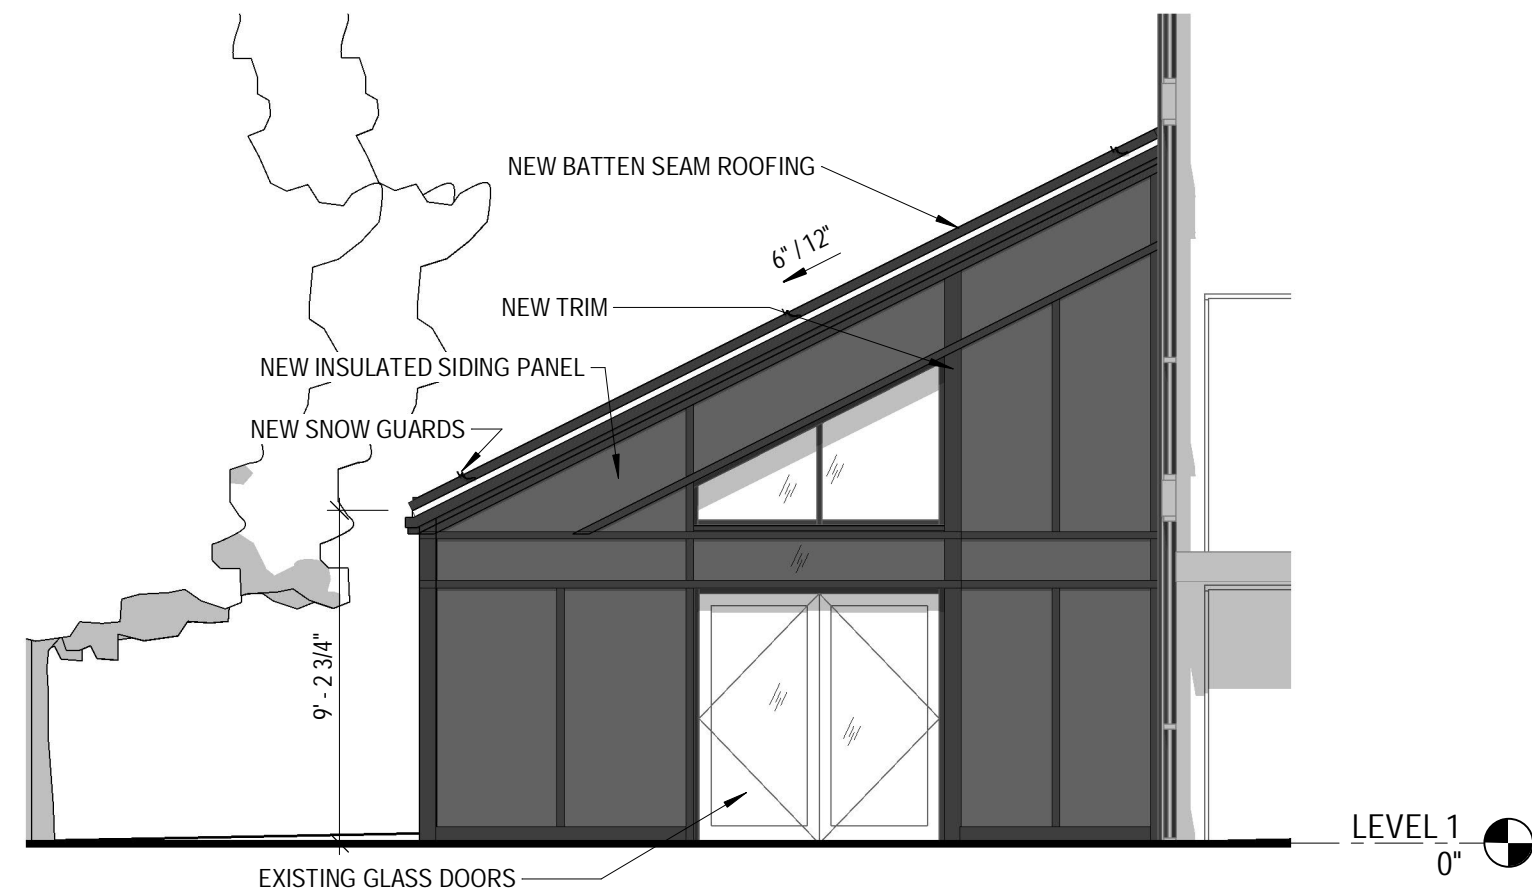 NEW BATTEN SEAM ROOFING
6" / 12"
NEW TRIM
NEW INSULATED SIDING PANEL
NEW SNOW GUARDS
9' - 2 3/4"
LEVEL 1
0"
EXISTING GLASS DOORS